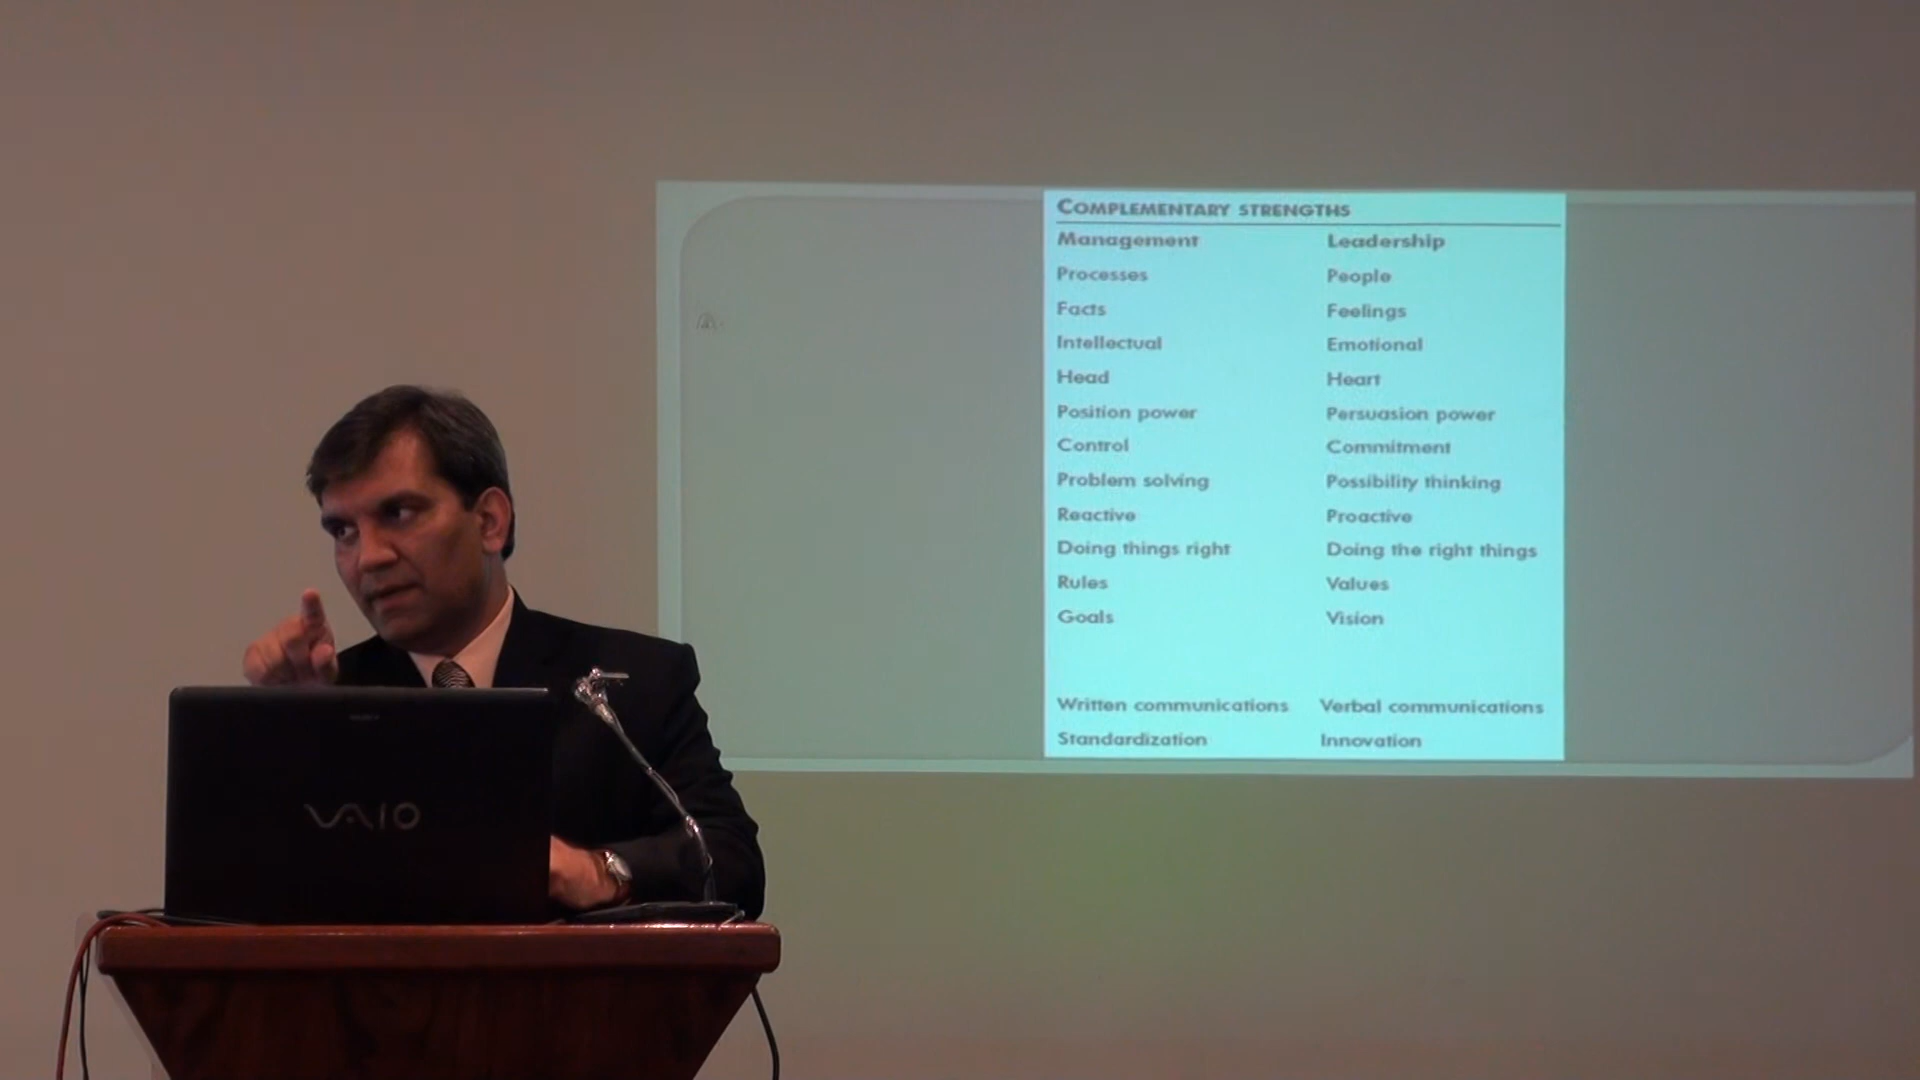 COMPLEMENTARY STRENGTHS
Management Leadership
Processes People
Facts Feelings
Intellectual Emotional
Head Heart
Position power Persuasion power
Control Commitment
Problem solving Possibility thinking
Reactive Proactive
Doing things right Doing the right things
Rules Values
Goals Vision
Written communications Verbal communications
Standardization Innovation
VAIO